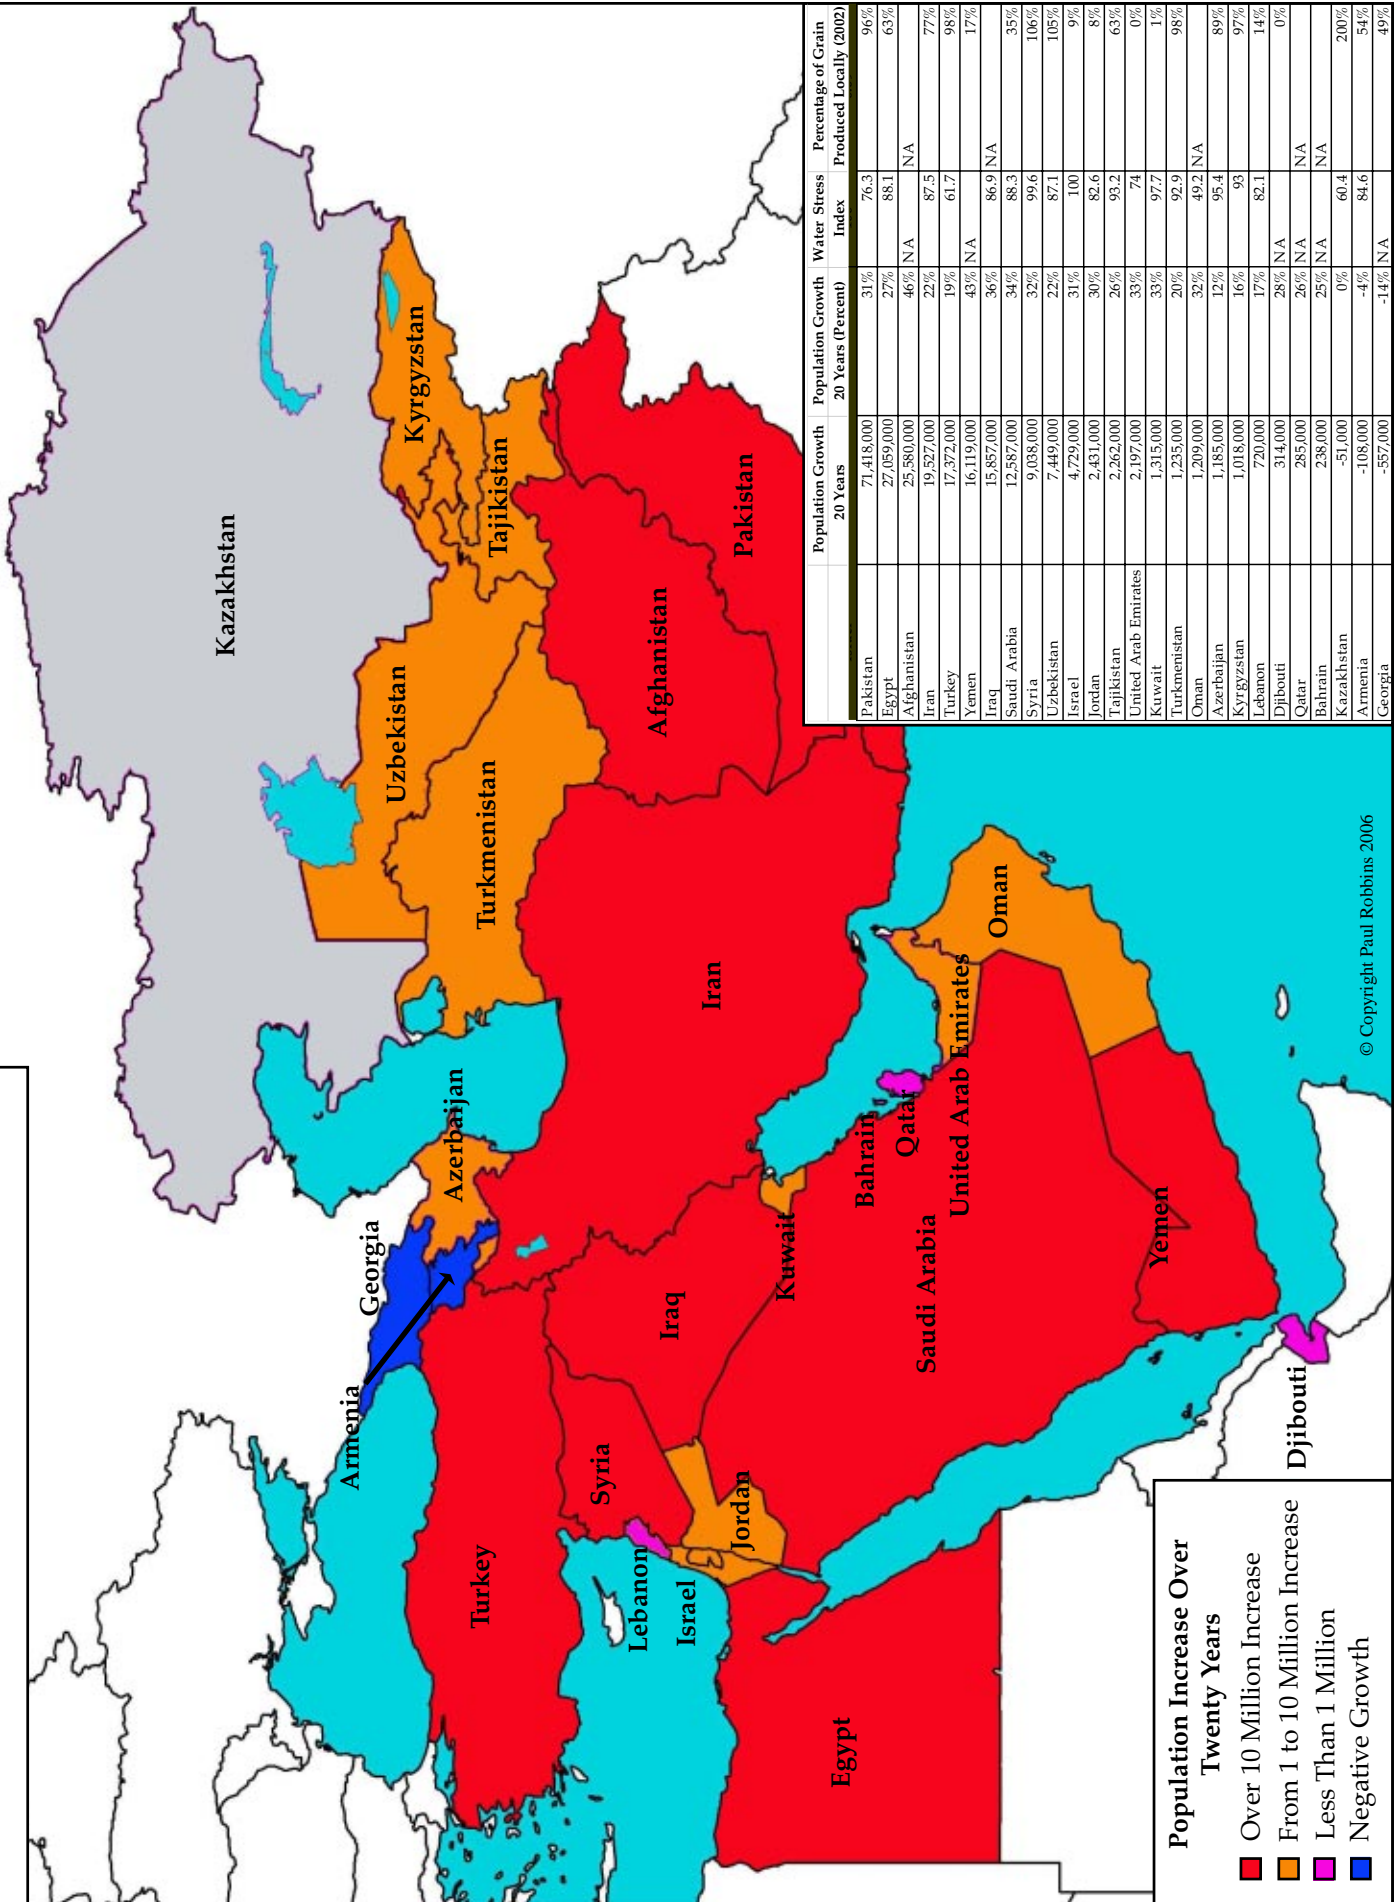 Kazakhstan
Kyrgyzstan
Tajikistan
Uzbekistan
Turkmenistan
Afghanistan
Pakistan
Georgia
Armenia
Azerbaijan
Turkey
Syria
Iraq
Iran
Lebanon
Israel
Jordan
Kuwait
Bahrain
Qatar
United Arab Emirates
Saudi Arabia
Oman
Yemen
Egypt
Djibouti
Population Increase Over
Twenty Years
Over 10 Million Increase
From 1 to 10 Million Increase
Less Than 1 Million
Negative Growth
© Copyright Paul Robbins 2006
Population Growth Population Growth Water Stress Percentage of Grain
20 Years 20 Years (Percent) Index Produced Locally (2002)
Pakistan 71,418,000 31% 76.3 96%
Egypt 27,059,000 27% 88.1 63%
Afghanistan 25,580,000 46% NA NA
Iran 19,527,000 22% 87.5 77%
Turkey 17,372,000 19% 61.7 98%
Yemen 16,119,000 43% NA 17%
Iraq 15,857,000 36% 86.9 NA
Saudi Arabia 12,587,000 34% 88.3 35%
Syria 9,038,000 32% 99.6 106%
Uzbekistan 7,449,000 22% 87.1 105%
Israel 4,729,000 31% 100 9%
Jordan 2,431,000 30% 82.6 8%
Tajikistan 2,262,000 26% 93.2 63%
United Arab Emirates 2,197,000 33% 74 0%
Kuwait 1,315,000 33% 97.7 1%
Turkmenistan 1,235,000 20% 92.9 98%
Oman 1,209,000 32% 49.2 NA
Azerbaijan 1,185,000 12% 95.4 89%
Kyrgyzstan 1,018,000 16% 93 97%
Lebanon 720,000 17% 82.1 14%
Djibouti 314,000 28% NA 0%
Qatar 285,000 26% NA NA
Bahrain 238,000 25% NA NA
Kazakhstan -51,000 0% 60.4 200%
Armenia -108,000 -4% 84.6 54%
Georgia -557,000 -14% NA 49%